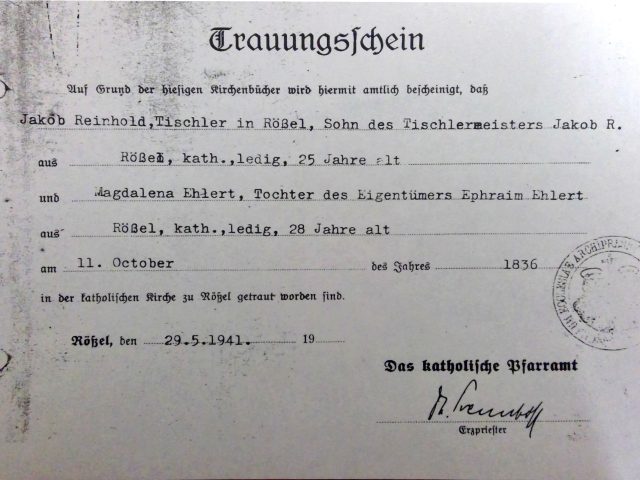 Trauungsschein
Auf Grund der hiesigen Kirchenbücher wird hiermit amtlich bescheinigt, daß
Jakob Reinhold, Tischler in Rößel, Sohn des Tischlermeisters Jakob R.
aus Rößel, kath., ledig, 25 Jahre alt
und Magdalena Ehlert, Tochter des Eigentümers Ephraim Ehlert
aus Rößel, kath., ledig, 28 Jahre alt
am 11. October des Jahres 1836
in der katholischen Kirche zu Rößel getraut worden sind.
Rößel, den 29.5.1941. 19
Das katholische Pfarramt
Erzpriester